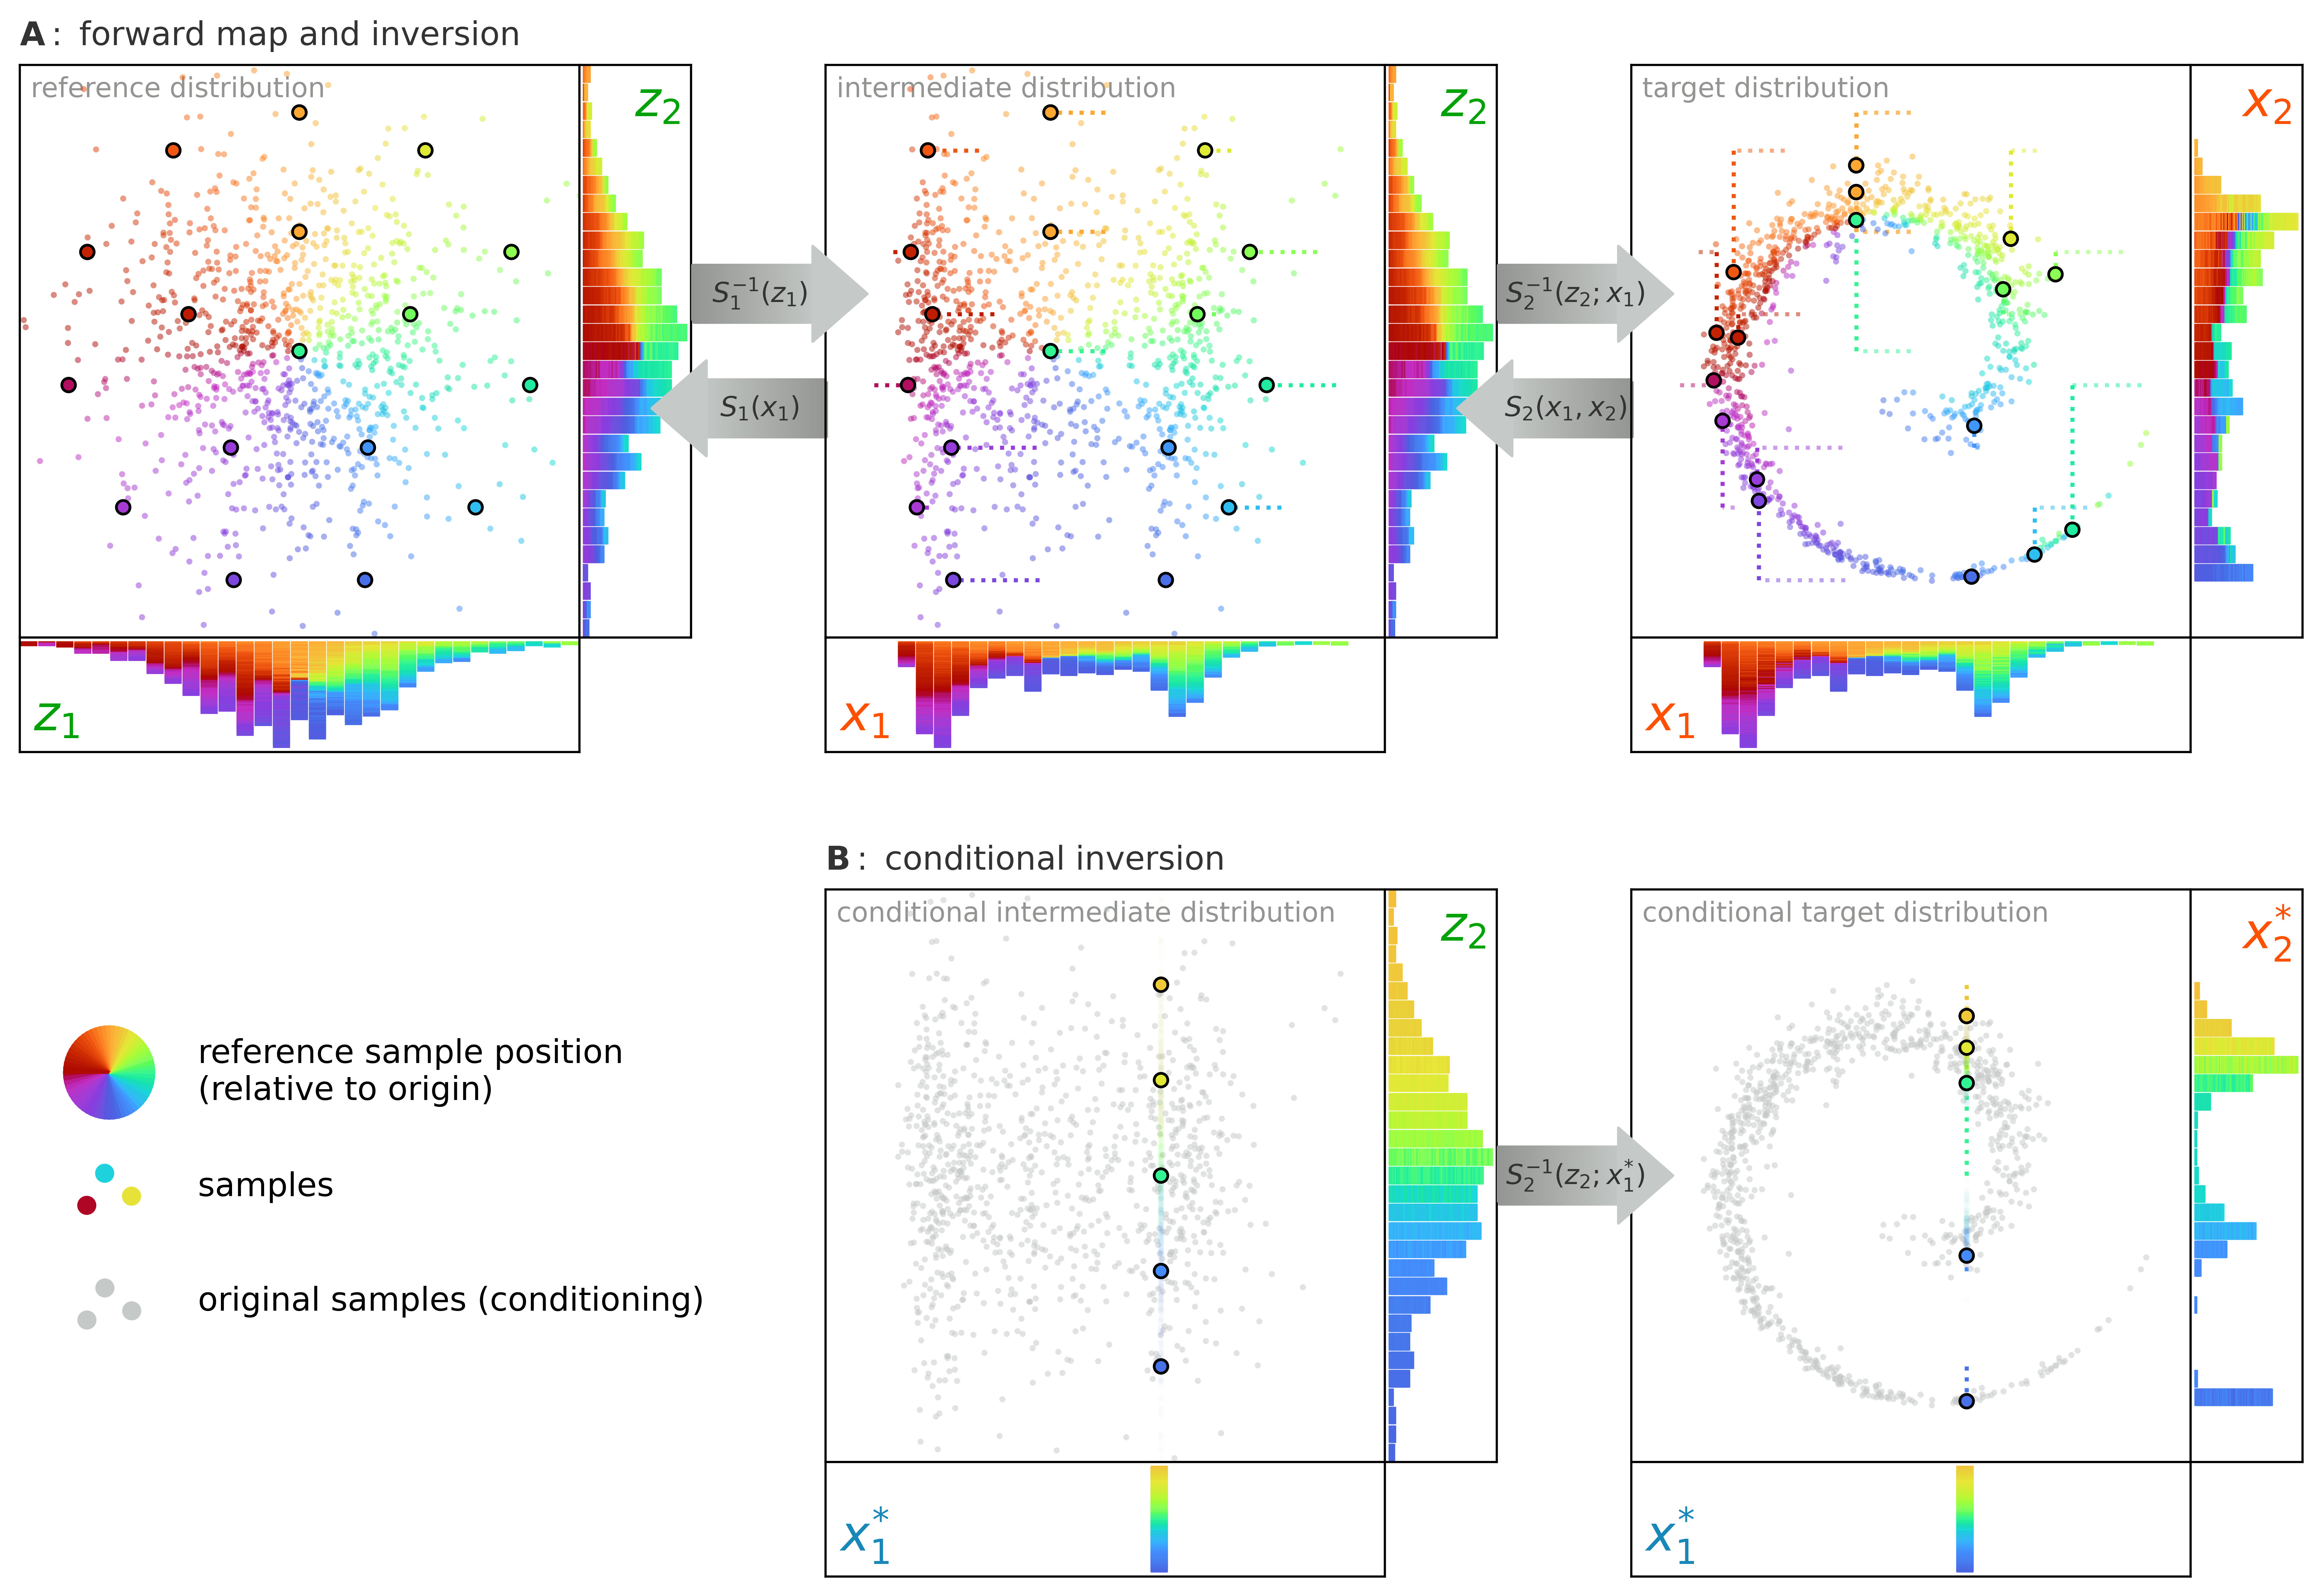 A: forward map and inversion
reference distribution
z₂
z₁
S₁⁻¹(z₁)
S₁(x₁)
intermediate distribution
z₂
x₁
S₂⁻¹(z₂; x₁)
S₂(x₁, x₂)
target distribution
x₂
x₁
B: conditional inversion
conditional intermediate distribution
z₂
x₁*
S₂⁻¹(z₂; x₁*)
conditional target distribution
x₂*
x₁*
reference sample position
(relative to origin)
samples
original samples (conditioning)